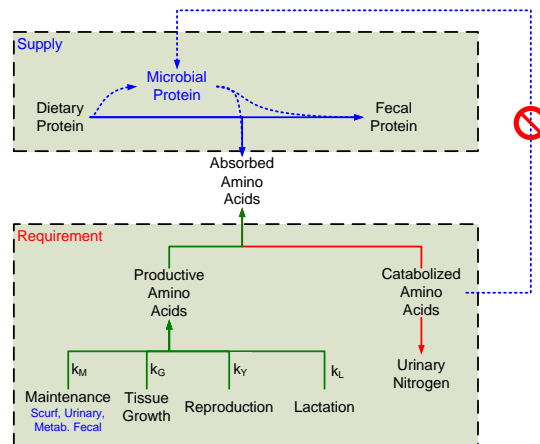 Supply
Microbial
Protein
Dietary
Protein
Fecal
Protein
Absorbed
Amino
Acids
Requirement
Productive
Amino
Acids
Catabolized
Amino
Acids
Urinary
Nitrogen
kM
kG
kY
kL
Maintenance
Scurf, Urinary,
Metab. Fecal
Tissue
Growth
Reproduction
Lactation